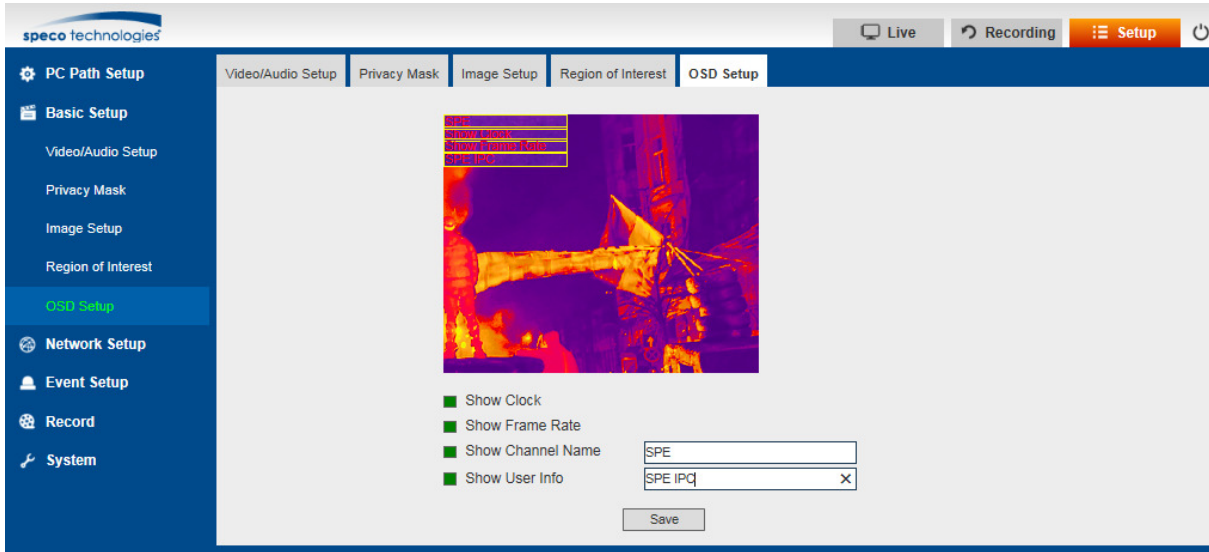 speco technologies
Live
Recording
Setup
PC Path Setup
Basic Setup
Video/Audio Setup
Privacy Mask
Image Setup
Region of Interest
OSD Setup
Network Setup
Event Setup
Record
System
Video/Audio Setup
Privacy Mask
Image Setup
Region of Interest
OSD Setup
SPE
Show Clock
Show Frame Rate
SPE IPC
Show Clock
Show Frame Rate
Show Channel Name SPE
Show User Info SPE IPC
Save